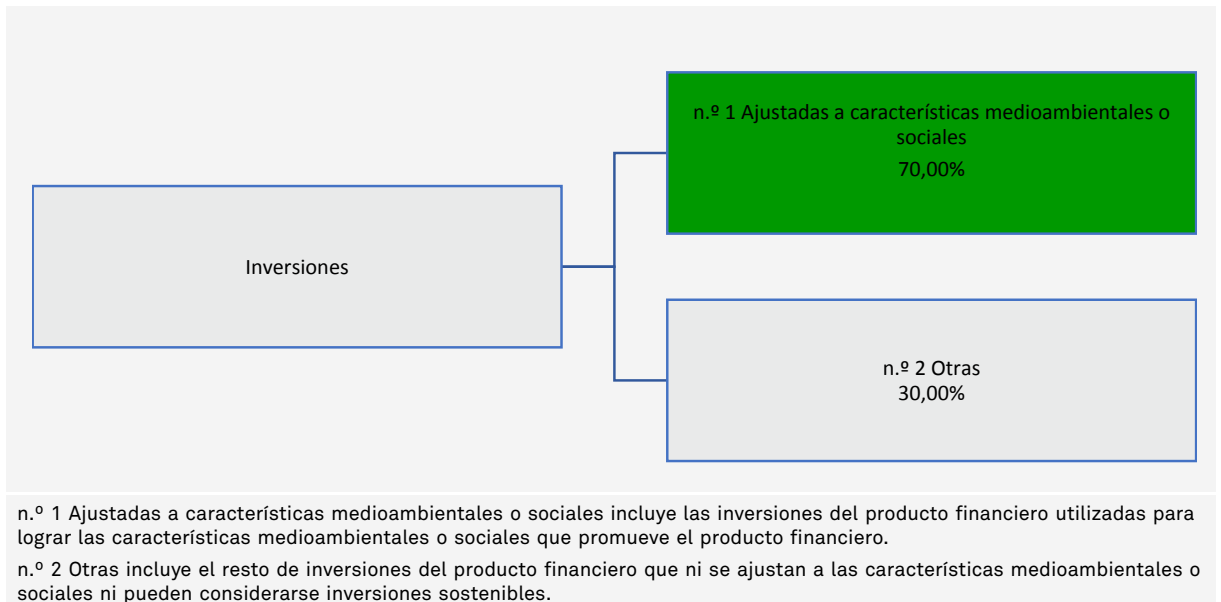 n.º 1 Ajustadas a características medioambientales o
sociales
70,00%
Inversiones
n.º 2 Otras
30,00%
n.º 1 Ajustadas a características medioambientales o sociales incluye las inversiones del producto financiero utilizadas para
lograr las características medioambientales o sociales que promueve el producto financiero.
n.º 2 Otras incluye el resto de inversiones del producto financiero que ni se ajustan a las características medioambientales o
sociales ni pueden considerarse inversiones sostenibles.